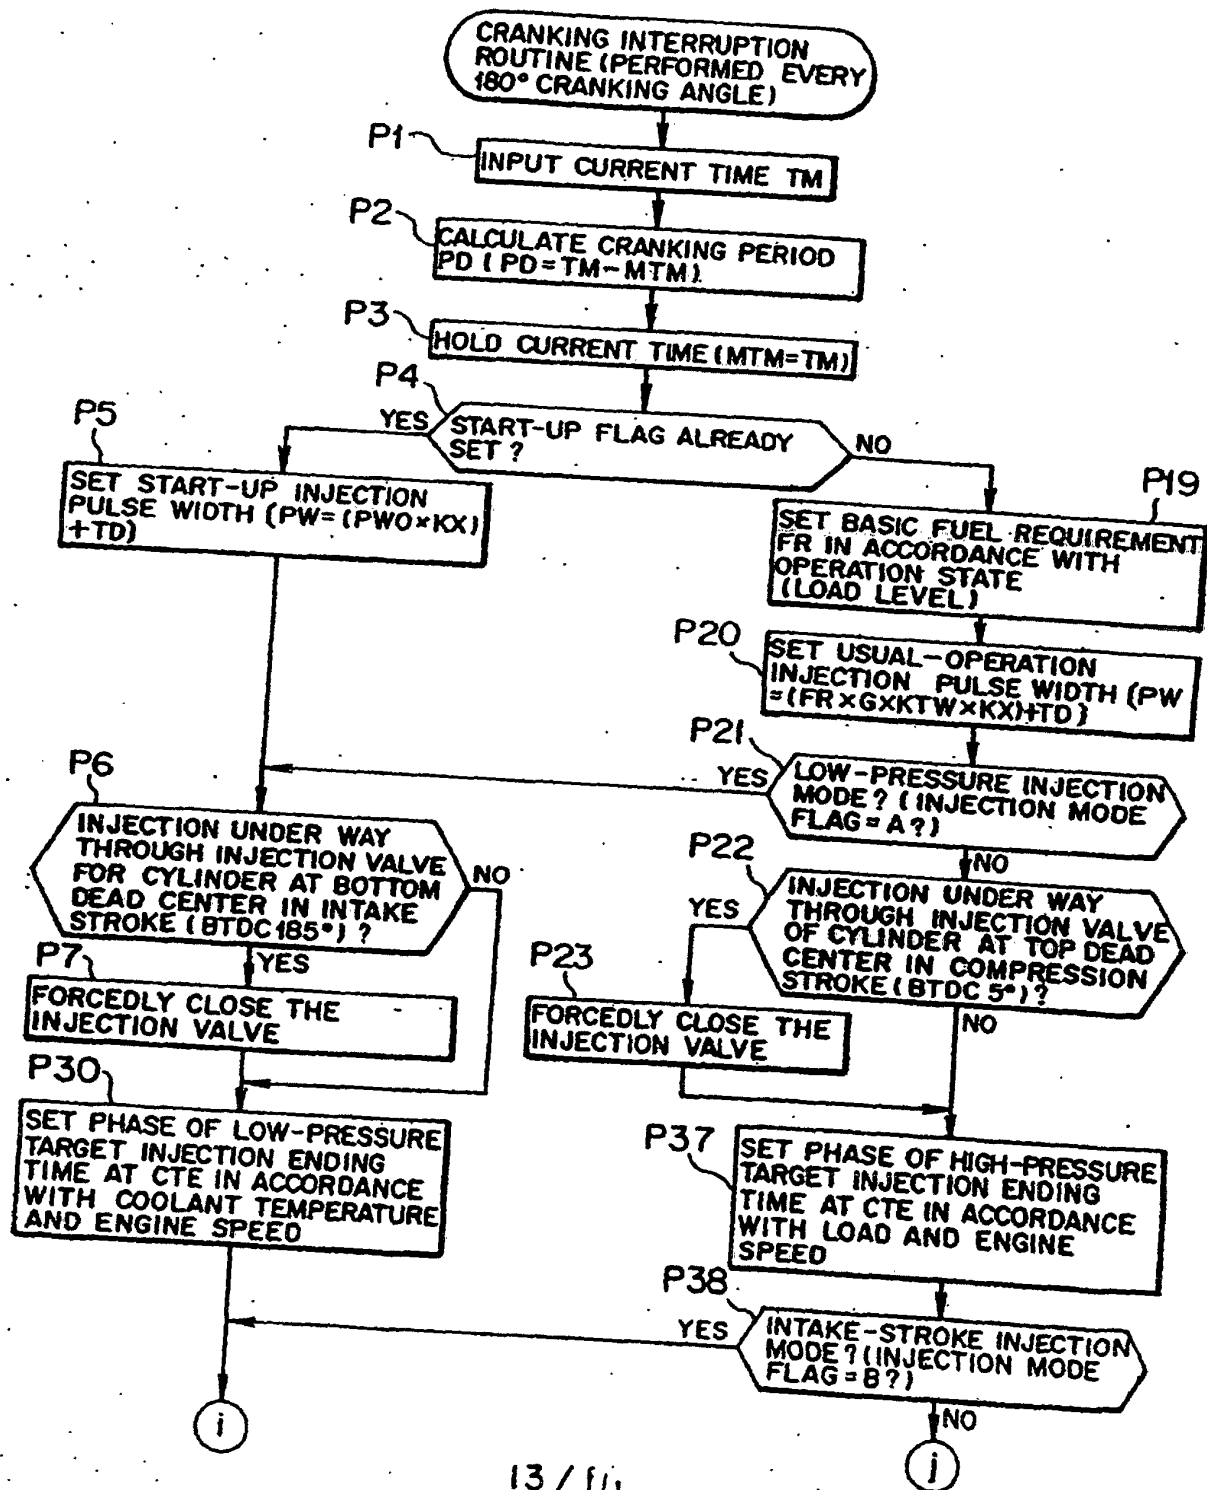 CRANKING INTERRUPTION
ROUTINE (PERFORMED EVERY
180° CRANKING ANGLE)
P1
INPUT CURRENT TIME TM
P2
CALCULATE CRANKING PERIOD
PD (PD=TM-MTM)
P3
HOLD CURRENT TIME (MTM=TM)
P4
START-UP FLAG ALREADY
SET ?
YES
NO
P5
SET START-UP INJECTION
PULSE WIDTH (PW=(PWO×KX)
+TD)
P19
SET BASIC FUEL REQUIREMENT
FR IN ACCORDANCE WITH
OPERATION STATE
(LOAD LEVEL)
P20
SET USUAL-OPERATION
INJECTION PULSE WIDTH (PW
=(FR×G×KTW×KX)+TD)
P21
LOW-PRESSURE INJECTION
MODE? (INJECTION MODE
FLAG=A?)
YES
NO
P6
INJECTION UNDER WAY
THROUGH INJECTION VALVE
FOR CYLINDER AT BOTTOM
DEAD CENTER IN INTAKE
STROKE (BTDC 185°) ?
NO
YES
P7
FORCEDLY CLOSE THE
INJECTION VALVE
P22
INJECTION UNDER WAY
THROUGH INJECTION VALVE
OF CYLINDER AT TOP DEAD
CENTER IN COMPRESSION
STROKE (BTDC 5°) ?
YES
NO
P23
FORCEDLY CLOSE THE
INJECTION VALVE
P30
SET PHASE OF LOW-PRESSURE
TARGET INJECTION ENDING
TIME AT CTE IN ACCORDANCE
WITH COOLANT TEMPERATURE
AND ENGINE SPEED
P37
SET PHASE OF HIGH-PRESSURE
TARGET INJECTION ENDING
TIME AT CTE IN ACCORDANCE
WITH LOAD AND ENGINE
SPEED
P38
INTAKE-STROKE INJECTION
MODE? (INJECTION MODE
FLAG=B?)
YES
NO
i
j
13 /